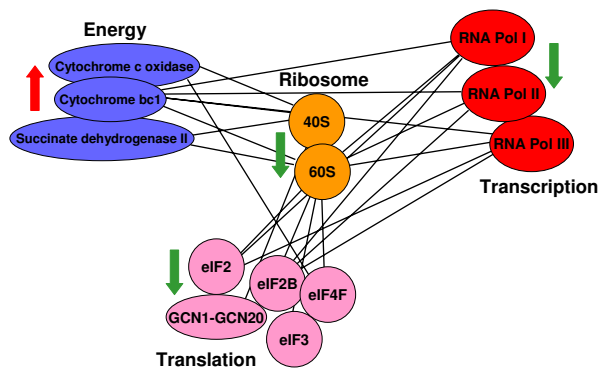 Energy
Cytochrome c oxidase
Cytochrome bc1
Succinate dehydrogenase II
Ribosome
40S
60S
RNA Pol I
RNA Pol II
RNA Pol III
Transcription
eIF2
eIF2B
eIF4F
GCN1-GCN20
eIF3
Translation